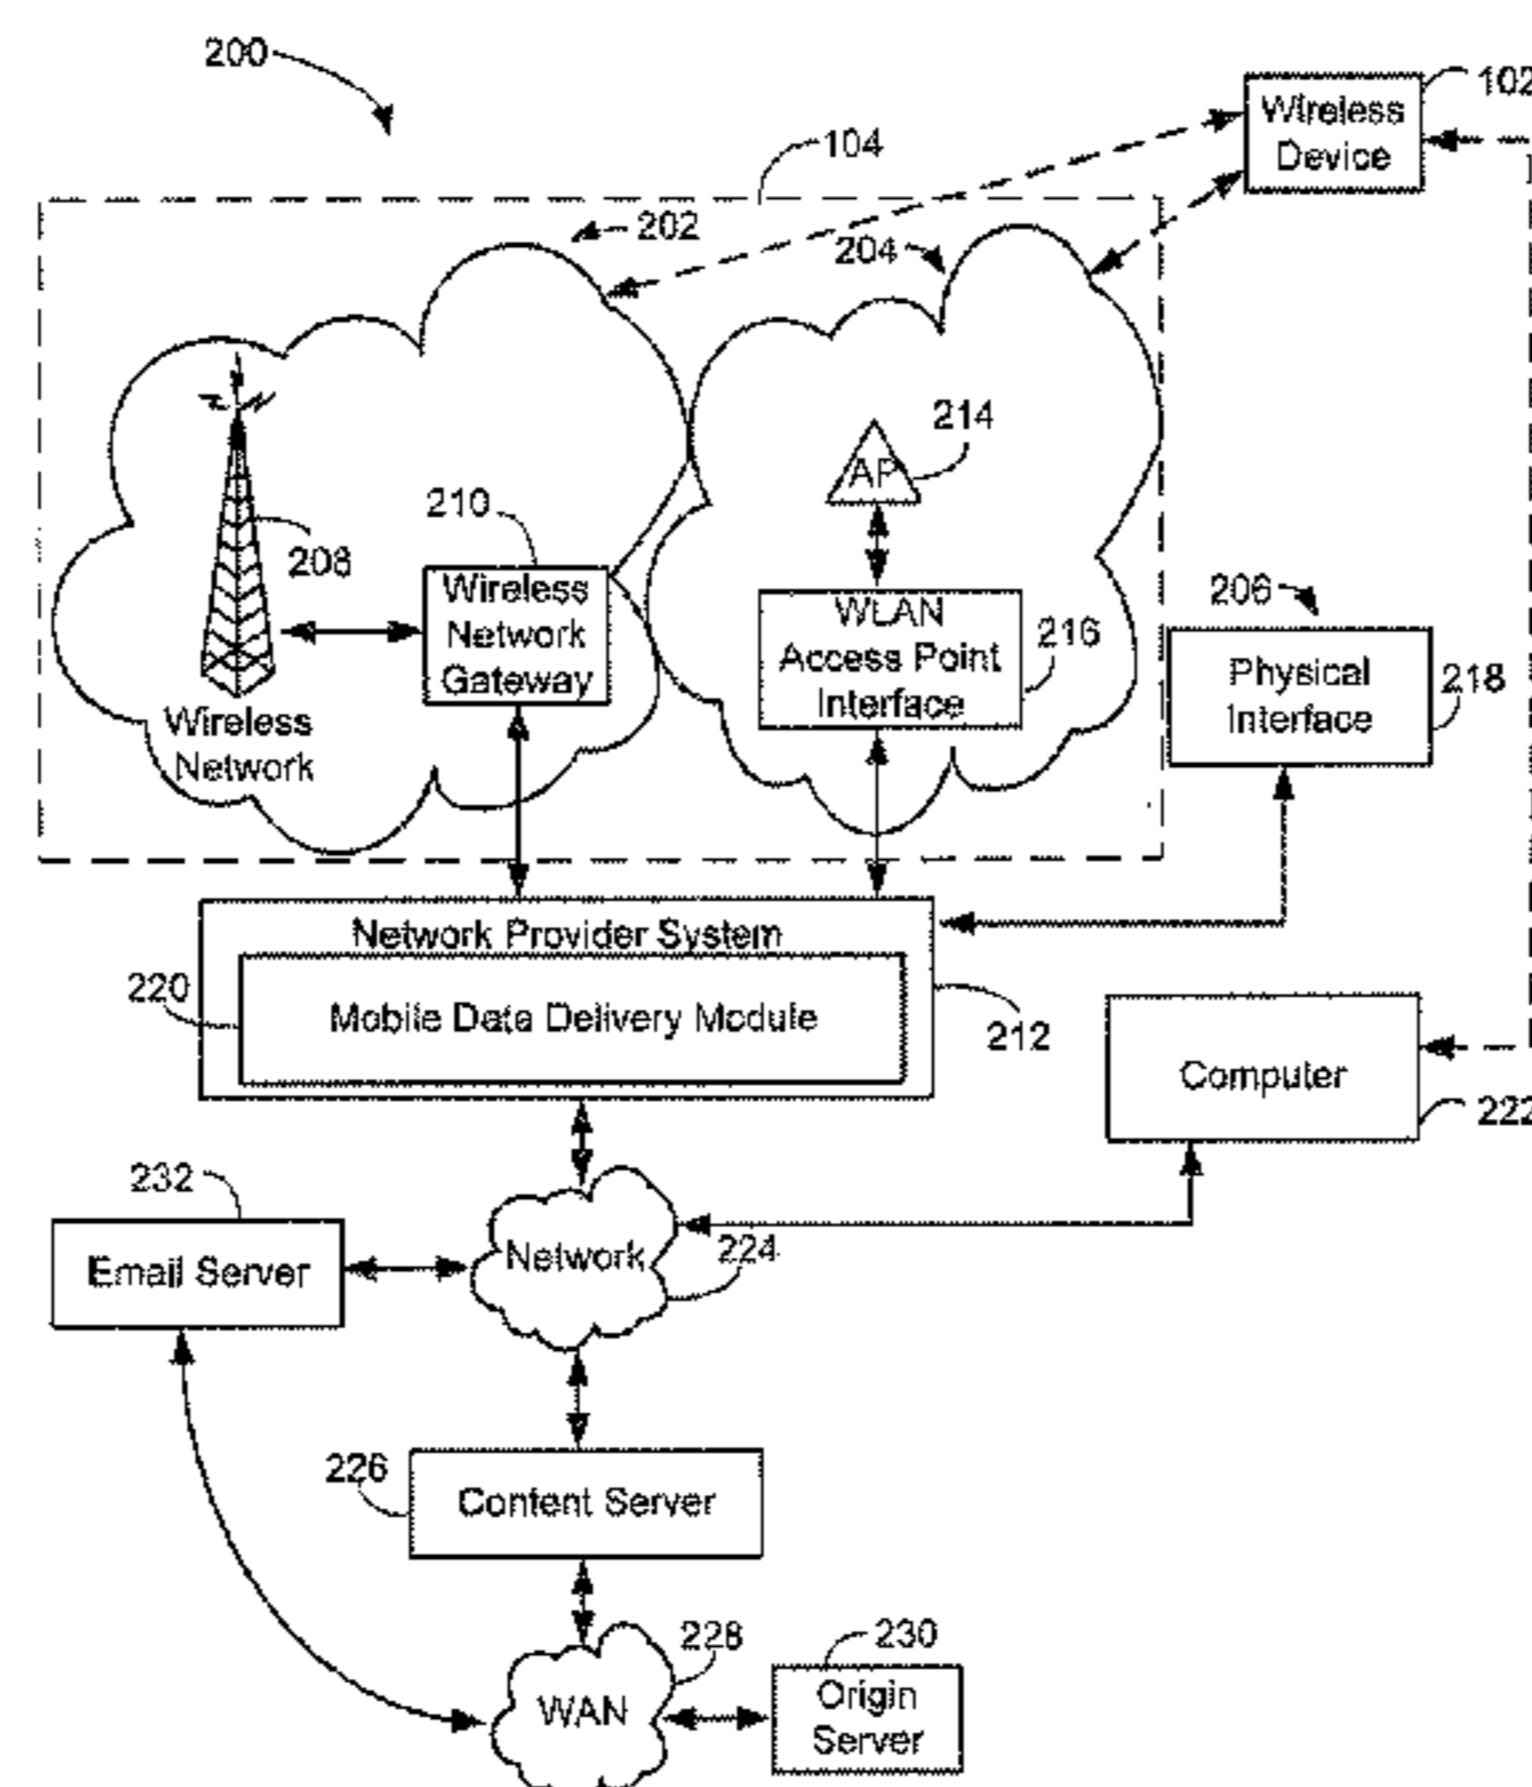 200
102
Wireless
Device
104
202
204
214
AP
210
208
Wireless
Network
Gateway
WLAN
Access Point
Interface
216
206
Physical
Interface
218
Wireless
Network
Network Provider System
220
Mobile Data Delivery Module
212
Computer
222
232
Email Server
Network
224
226
Content Server
228
230
WAN
Origin
Server